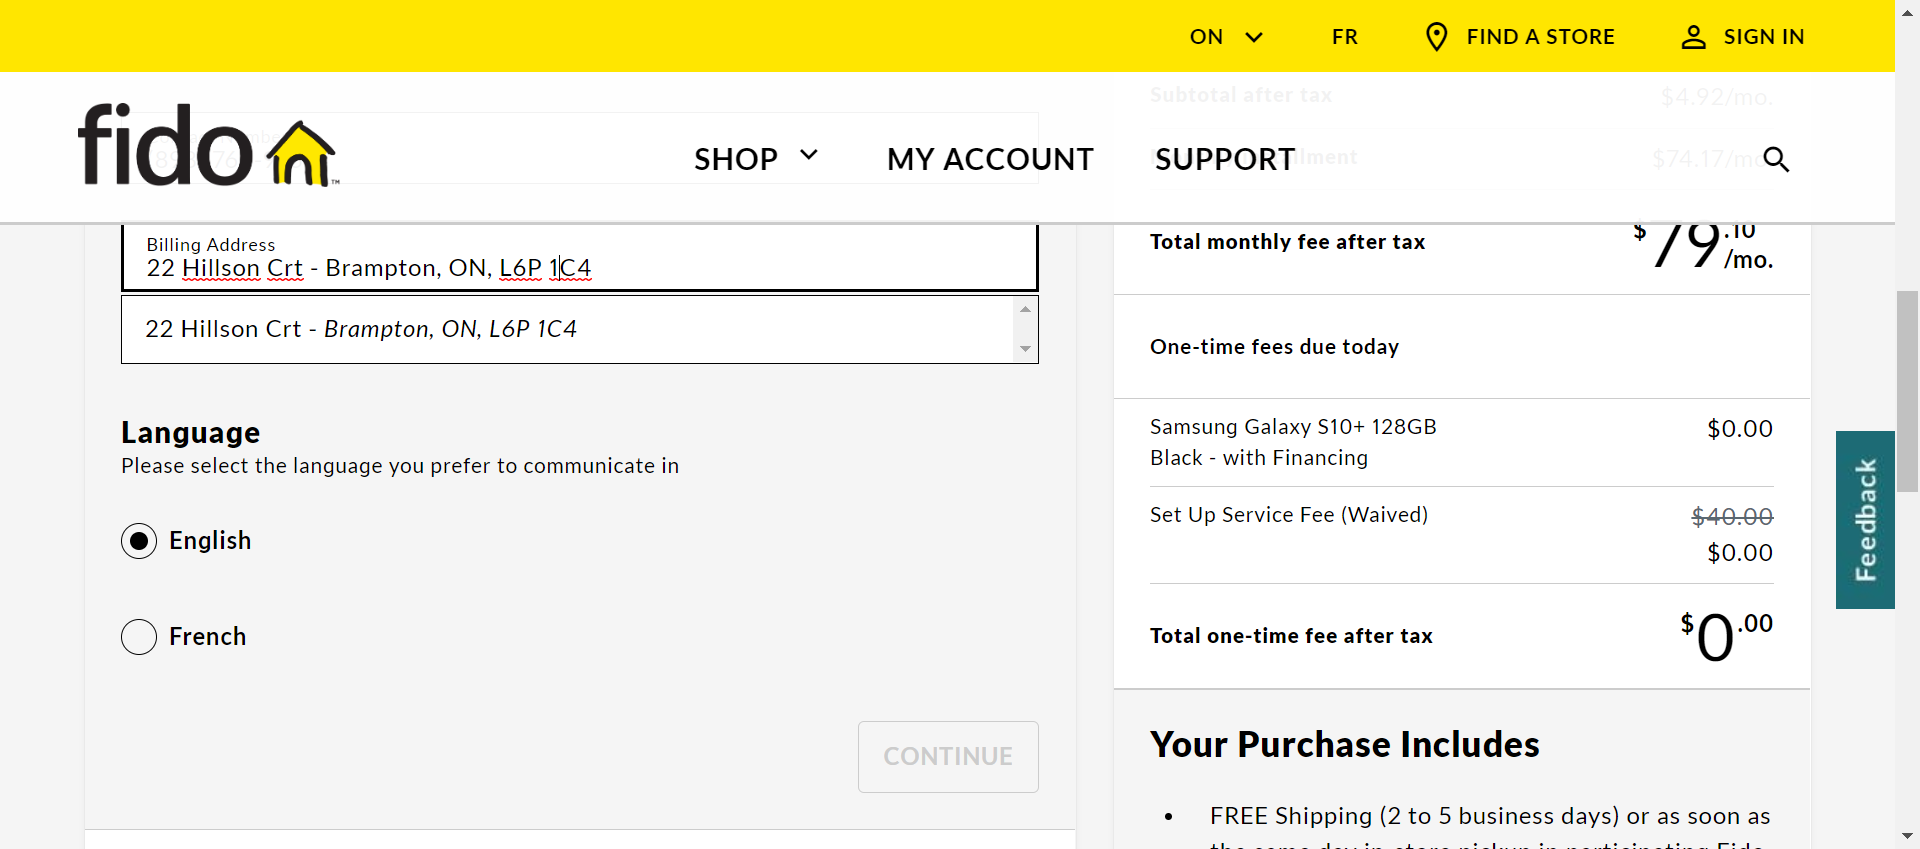 ON
FR
FIND A STORE
SIGN IN
fido
TM
SHOP
MY ACCOUNT
SUPPORT
Subtotal after tax
$4.92/mo.
$74.17/mo
Billing Address
22 Hillson Crt - Brampton, ON, L6P 1C4
22 Hillson Crt - Brampton, ON, L6P 1C4
Language
Please select the language you prefer to communicate in
English
French
CONTINUE
Total monthly fee after tax
$79.10/mo.
One-time fees due today
Samsung Galaxy S10+ 128GB
Black - with Financing
$0.00
Set Up Service Fee (Waived)
$40.00
$0.00
Total one-time fee after tax
$0.00
Your Purchase Includes
• FREE Shipping (2 to 5 business days) or as soon as
Feedback